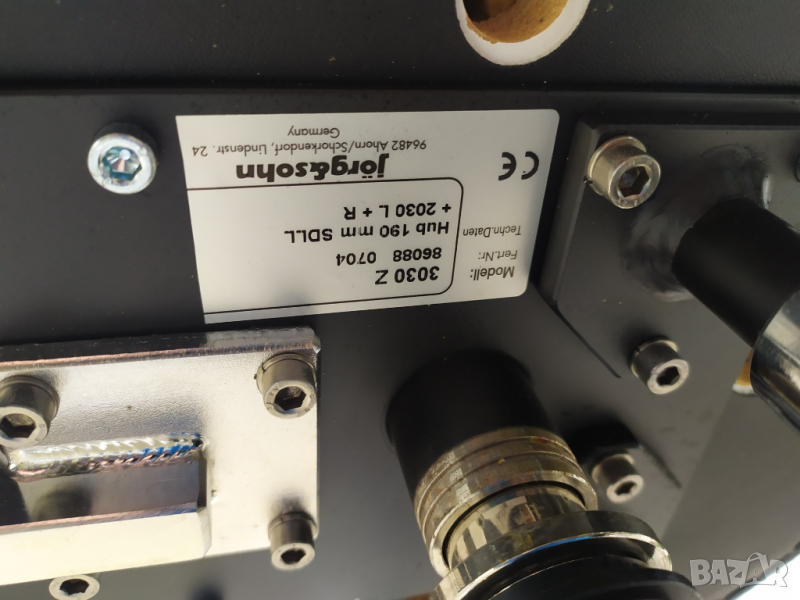 Modell: 3030 Z
Fert.Nr: 86088 0704
Techn.Daten Hub 190 mm SDLL
+ 2030 L + R
jörg&sohn
96482 Ahorn/Schorkendorf, Lindenstr. 24
Germany
CE
BAZAR